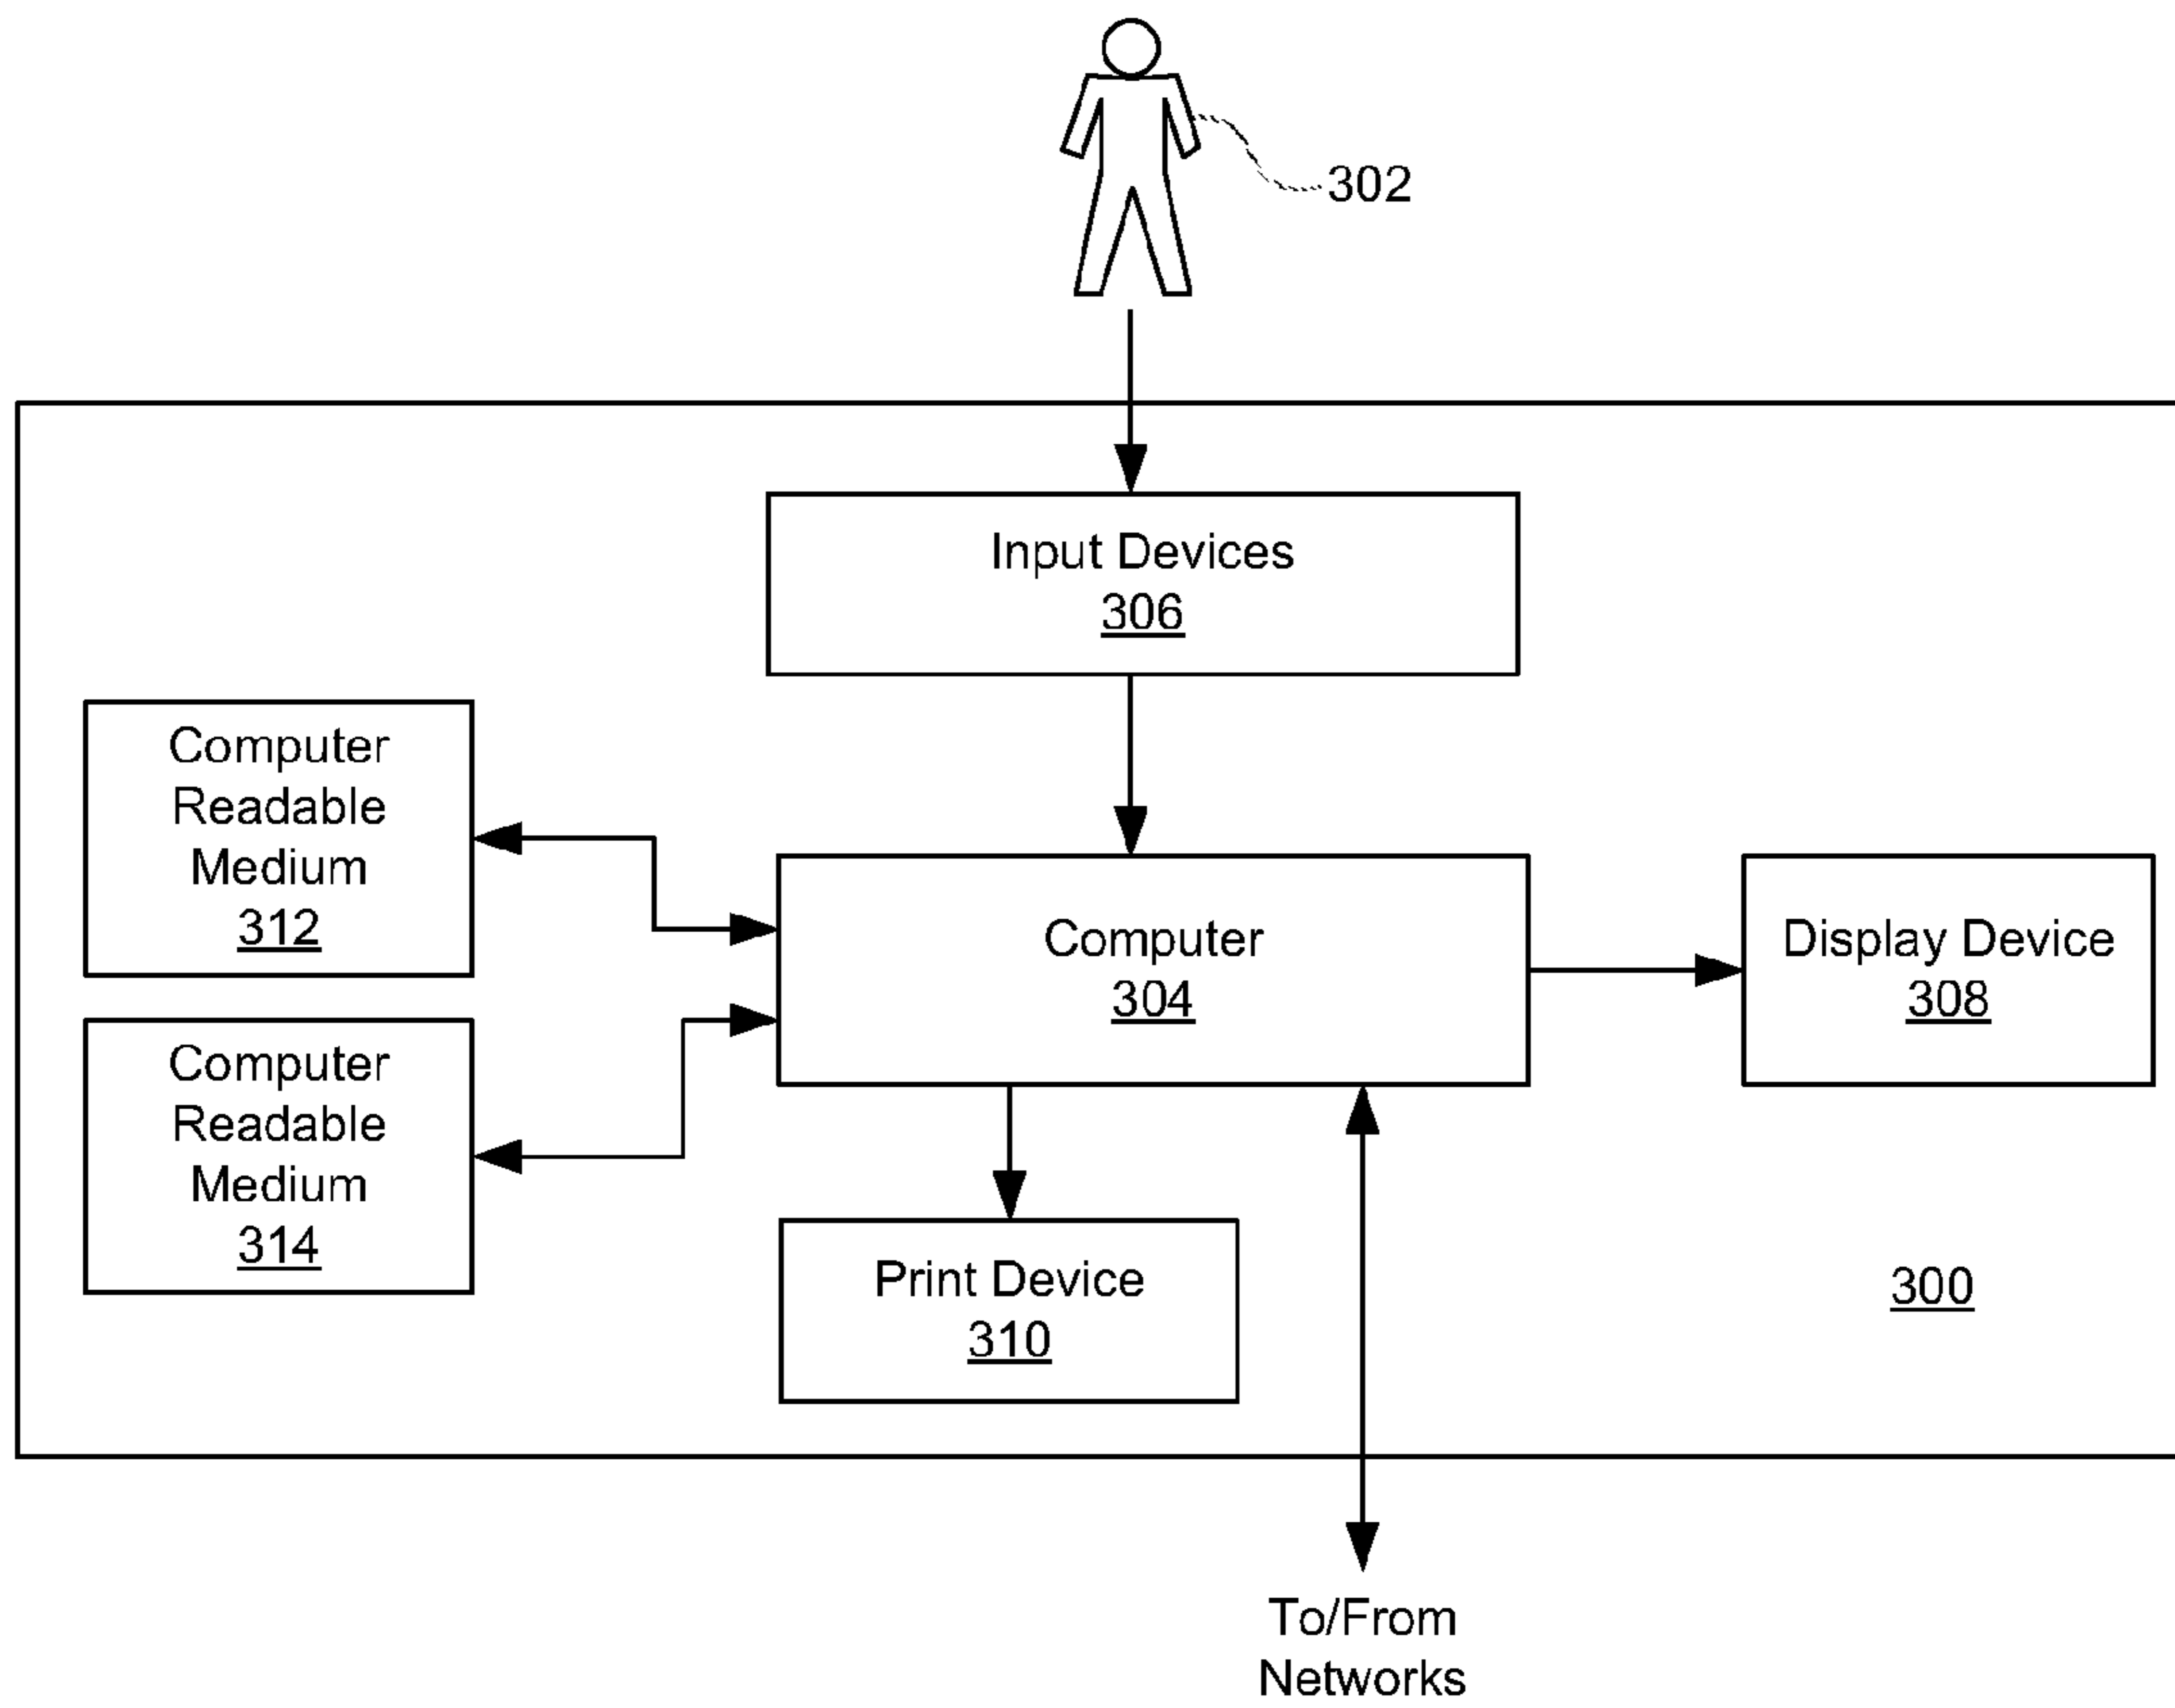 302
Input Devices
306
Computer
Readable
Medium
312
Computer
304
Display Device
308
Computer
Readable
Medium
314
Print Device
310
300
To/From
Networks